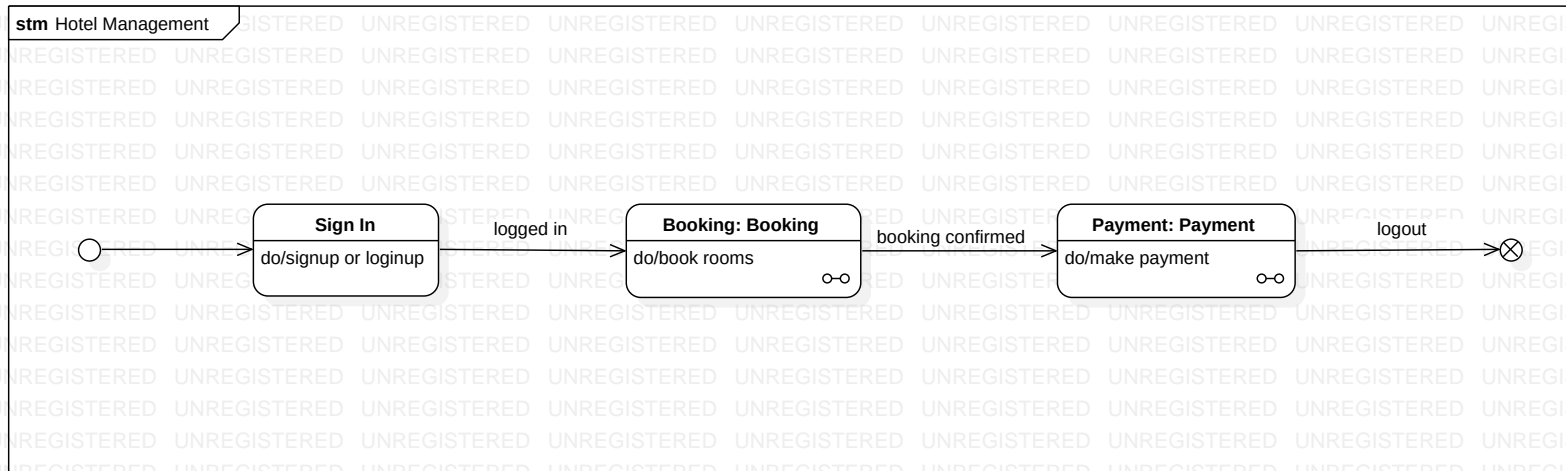 stm Hotel Management
Sign In
do/signup or loginup
logged in
Booking: Booking
do/book rooms
booking confirmed
Payment: Payment
do/make payment
logout
UNREGISTERED